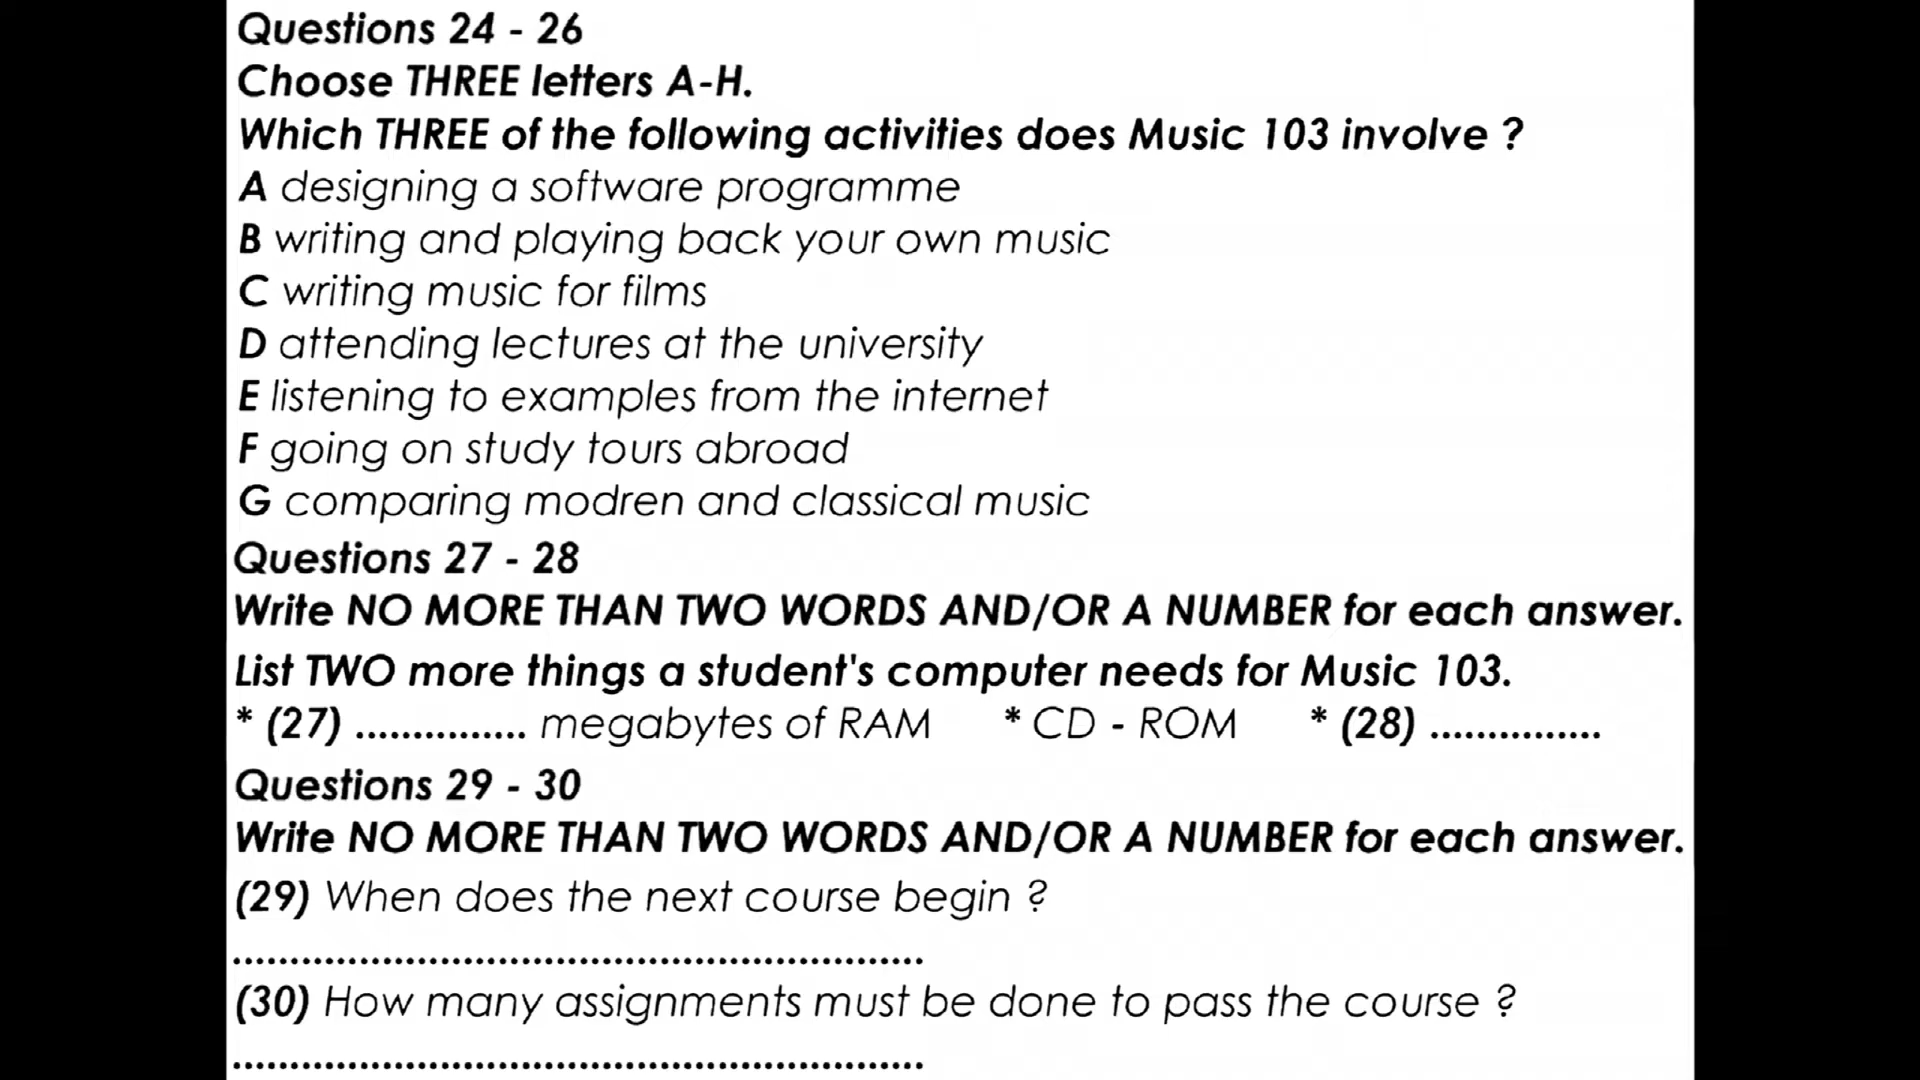 Questions 24 - 26
Choose THREE letters A-H.
Which THREE of the following activities does Music 103 involve ?
A designing a software programme
B writing and playing back your own music
C writing music for films
D attending lectures at the university
E listening to examples from the internet
F going on study tours abroad
G comparing modren and classical music
Questions 27 - 28
Write NO MORE THAN TWO WORDS AND/OR A NUMBER for each answer.
List TWO more things a student's computer needs for Music 103.
* (27) ............... megabytes of RAM * CD - ROM * (28) ...............
Questions 29 - 30
Write NO MORE THAN TWO WORDS AND/OR A NUMBER for each answer.
(29) When does the next course begin ?
............................................................
(30) How many assignments must be done to pass the course ?
............................................................